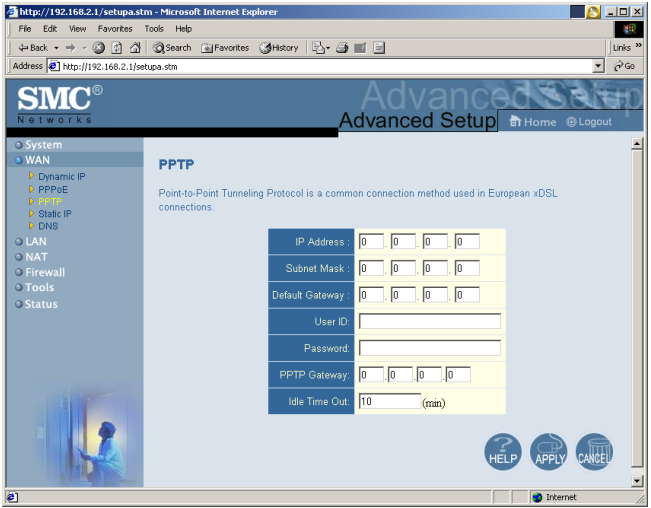 http://192.168.2.1/setupa.stm - Microsoft Internet Explorer
File Edit View Favorites Tools Help
Back Search Favorites History Links »
Address http://192.168.2.1/setupa.stm Go
SMC®
Networks
Advanced Setup
Advanced Setup
Home Logout
System
WAN
Dynamic IP
PPPoE
PPTP
Static IP
DNS
LAN
NAT
Firewall
Tools
Status
PPTP
Point-to-Point Tunneling Protocol is a common connection method used in European xDSL
connections.
IP Address : 0 . 0 . 0 . 0
Subnet Mask : 0 . 0 . 0 . 0
Default Gateway : 0 . 0 . 0 . 0
User ID:
Password:
PPTP Gateway: 0 . 0 . 0 . 0
Idle Time Out: 10 (min)
HELP APPLY CANCEL
Internet